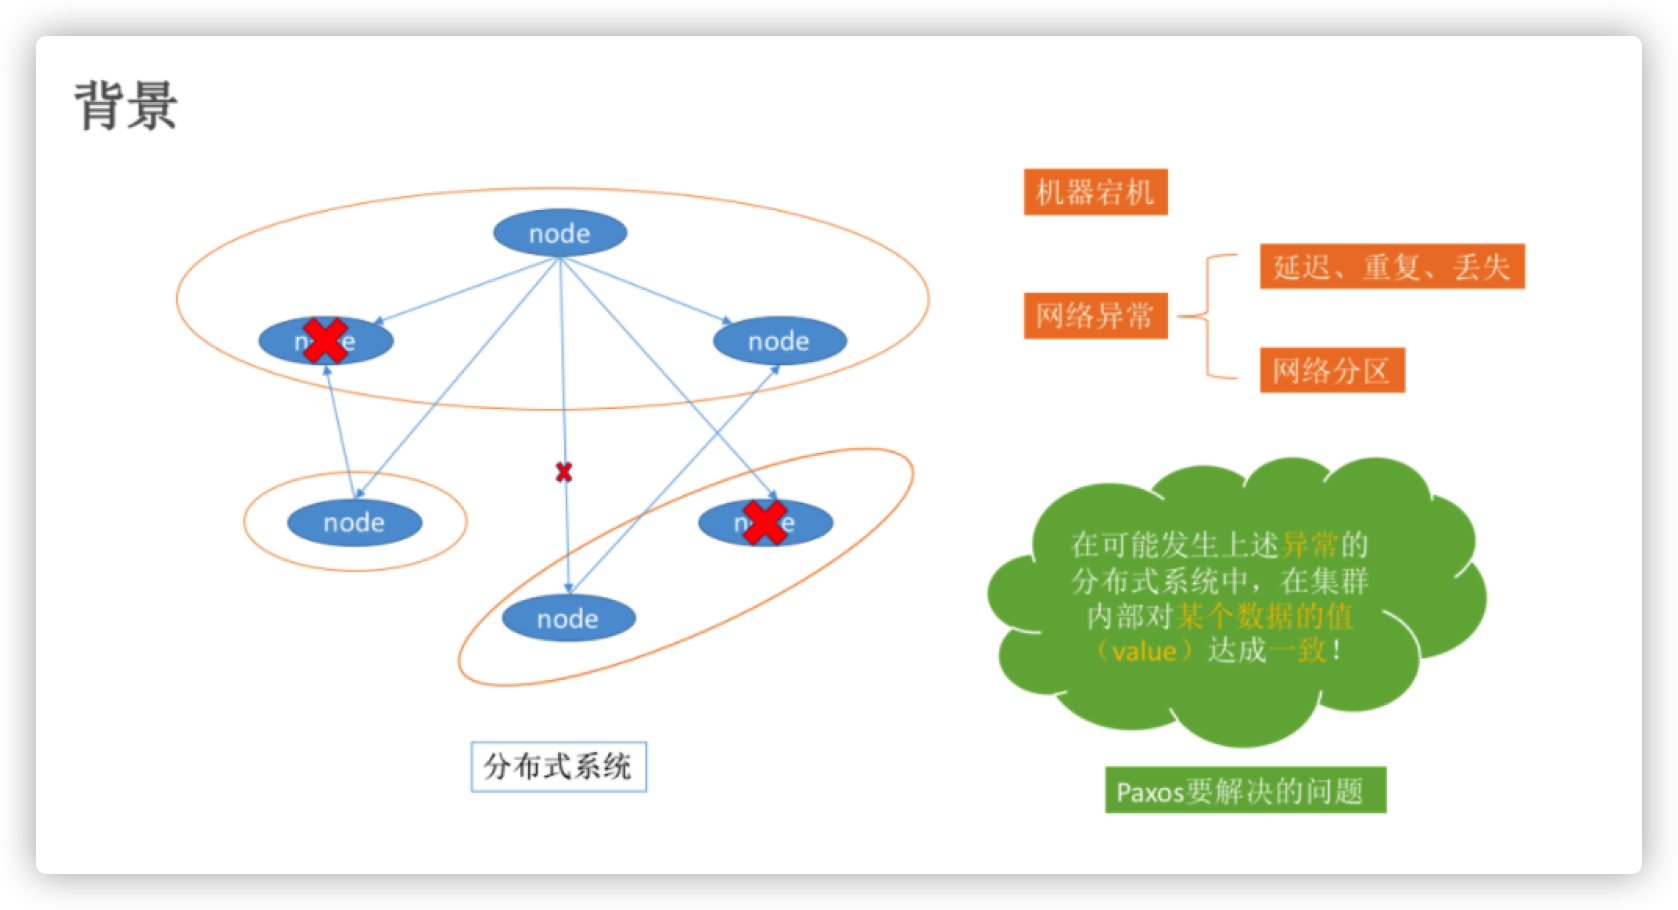 背景
node
node
node
node
分布式系统
机器宕机
网络异常
延迟、重复、丢失
网络分区
在可能发生上述异常的
分布式系统中，在集群
内部对某个数据的值
（value）达成一致！
Paxos要解决的问题